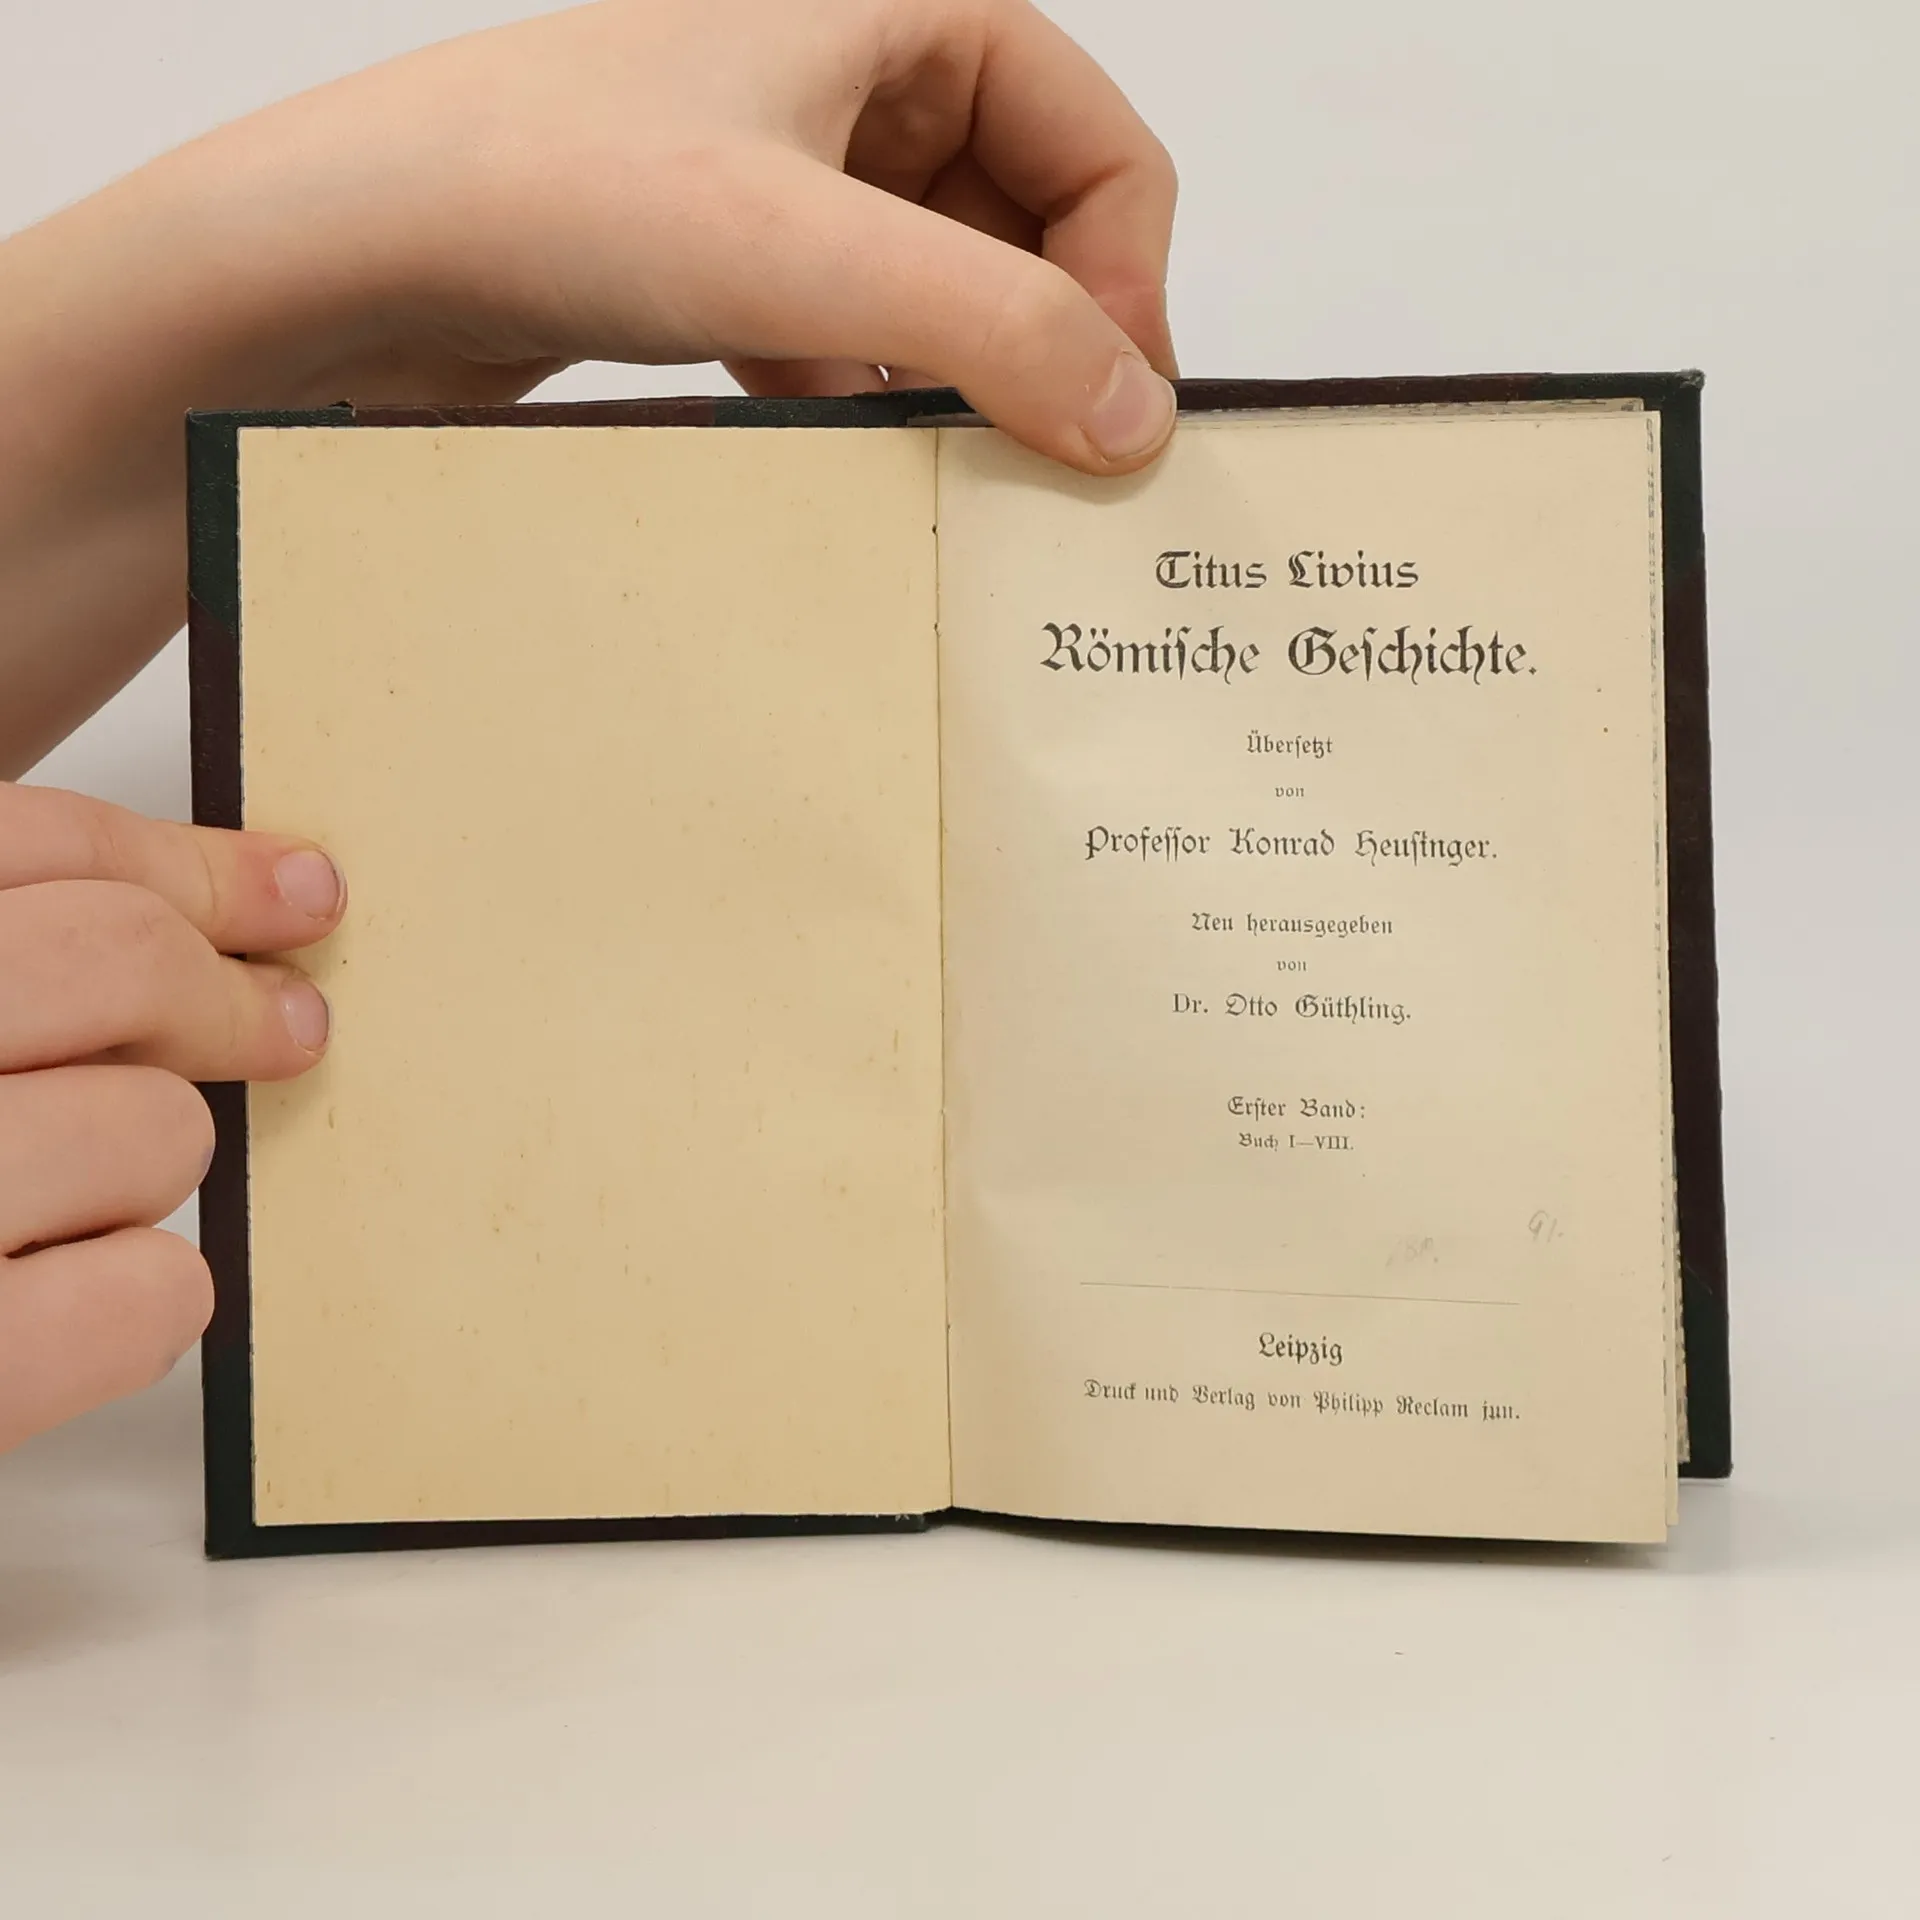 Titus Livius
Römiſche Geſchichte.
Überſetzt
von
Profeſſor Konrad Heuſinger.
Neu herausgegeben
von
Dr. Otto Güthling.
Erſter Band:
Buch I—VIII.
Leipzig
Druck und Verlag von Philipp Reclam jun.